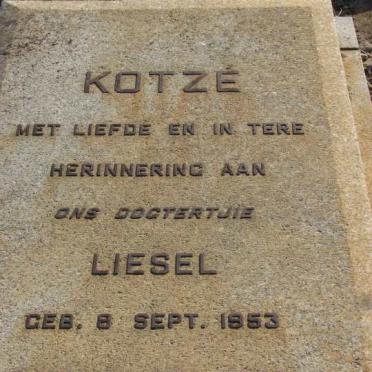 KOTZÉ
MET LIEFDE EN IN TERE
HERINNERING AAN
ONS DOGTERTJIE
LIESEL
GEB. 8 SEPT. 1953